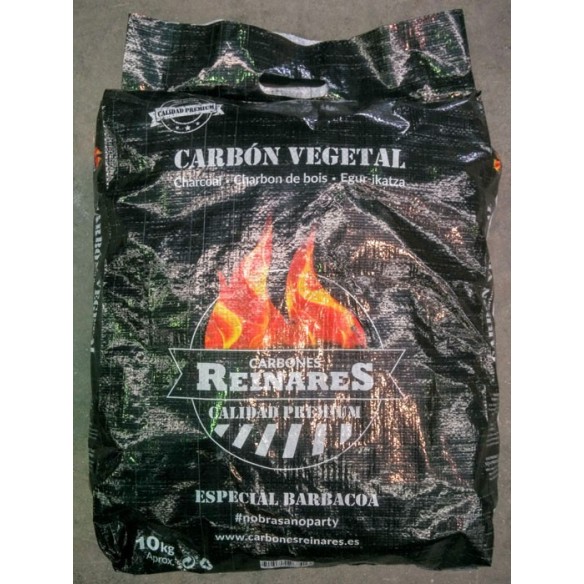 CALIDAD PREMIUM
CARBÓN VEGETAL
Charcoal · Charbon de bois · Egur-ikatza
CARBONES
REINARES
CALIDAD PREMIUM
ESPECIAL BARBACOA
#nobrasanoparty
www.carbonesreinares.es
10kg
Aprox.